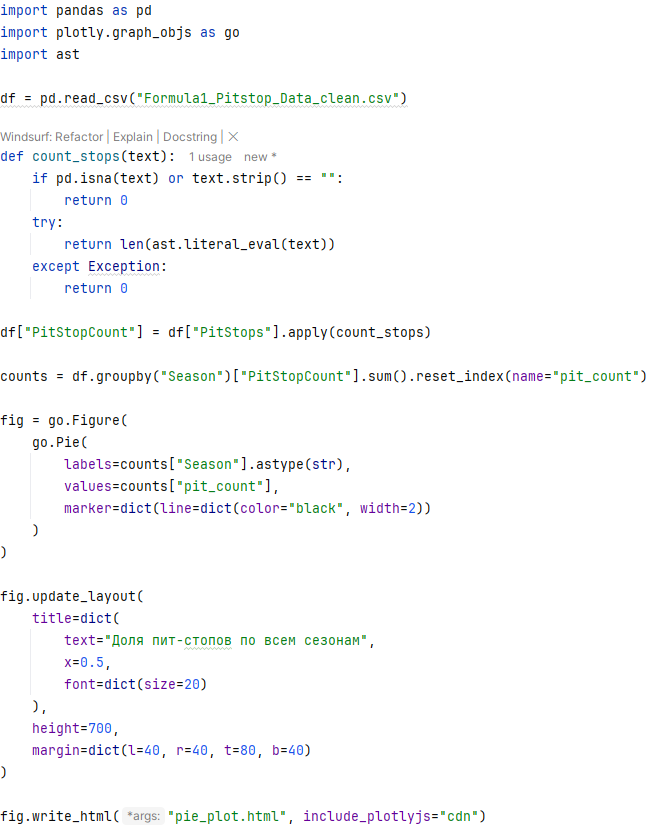 import pandas as pd
import plotly.graph_objs as go
import ast
df = pd.read_csv("Formula1_Pitstop_Data_clean.csv")
Windsurf: Refactor | Explain | Docstring | ×
def count_stops(text): 1 usage new *
    if pd.isna(text) or text.strip() == "":
        return 0
    try:
        return len(ast.literal_eval(text))
    except Exception:
        return 0
df["PitStopCount"] = df["PitStops"].apply(count_stops)
counts = df.groupby("Season")["PitStopCount"].sum().reset_index(name="pit_count")
fig = go.Figure(
    go.Pie(
        labels=counts["Season"].astype(str),
        values=counts["pit_count"],
        marker=dict(line=dict(color="black", width=2))
    )
)
fig.update_layout(
    title=dict(
        text="Доля пит-стопов по всем сезонам",
        x=0.5,
        font=dict(size=20)
    ),
    height=700,
    margin=dict(l=40, r=40, t=80, b=40)
)
fig.write_html( *args: "pie_plot.html", include_plotlyjs="cdn")